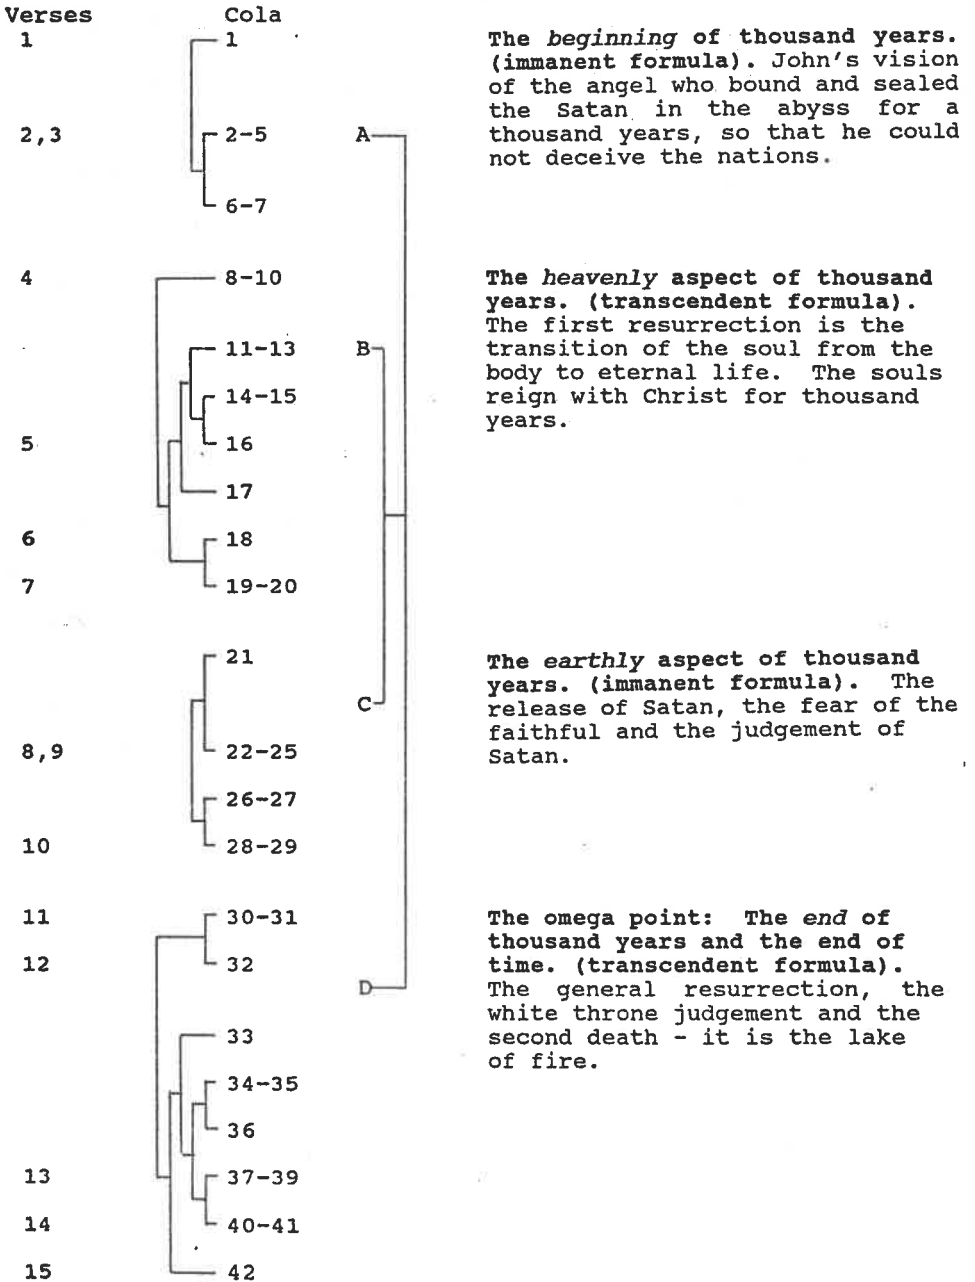 Verses Cola
1 1 The beginning of thousand years.
(immanent formula). John's vision
of the angel who bound and sealed
the Satan in the abyss for a
2,3 2-5 A thousand years, so that he could
not deceive the nations.
6-7
4 8-10 The heavenly aspect of thousand
years. (transcendent formula).
The first resurrection is the
11-13 B transition of the soul from the
body to eternal life. The souls
14-15 reign with Christ for thousand
years.
5 16
17
6 18
7 19-20
21 The earthly aspect of thousand
years. (immanent formula). The
C release of Satan, the fear of the
faithful and the judgement of
8,9 22-25 Satan.
26-27
10 28-29
11 30-31 The omega point: The end of
thousand years and the end of
12 32 time. (transcendent formula).
D The general resurrection, the
white throne judgement and the
33 second death - it is the lake
of fire.
34-35
36
13 37-39
14 40-41
15 42